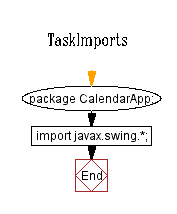 TaskImports
package CalendarApp;
import javax.swing.*;
End